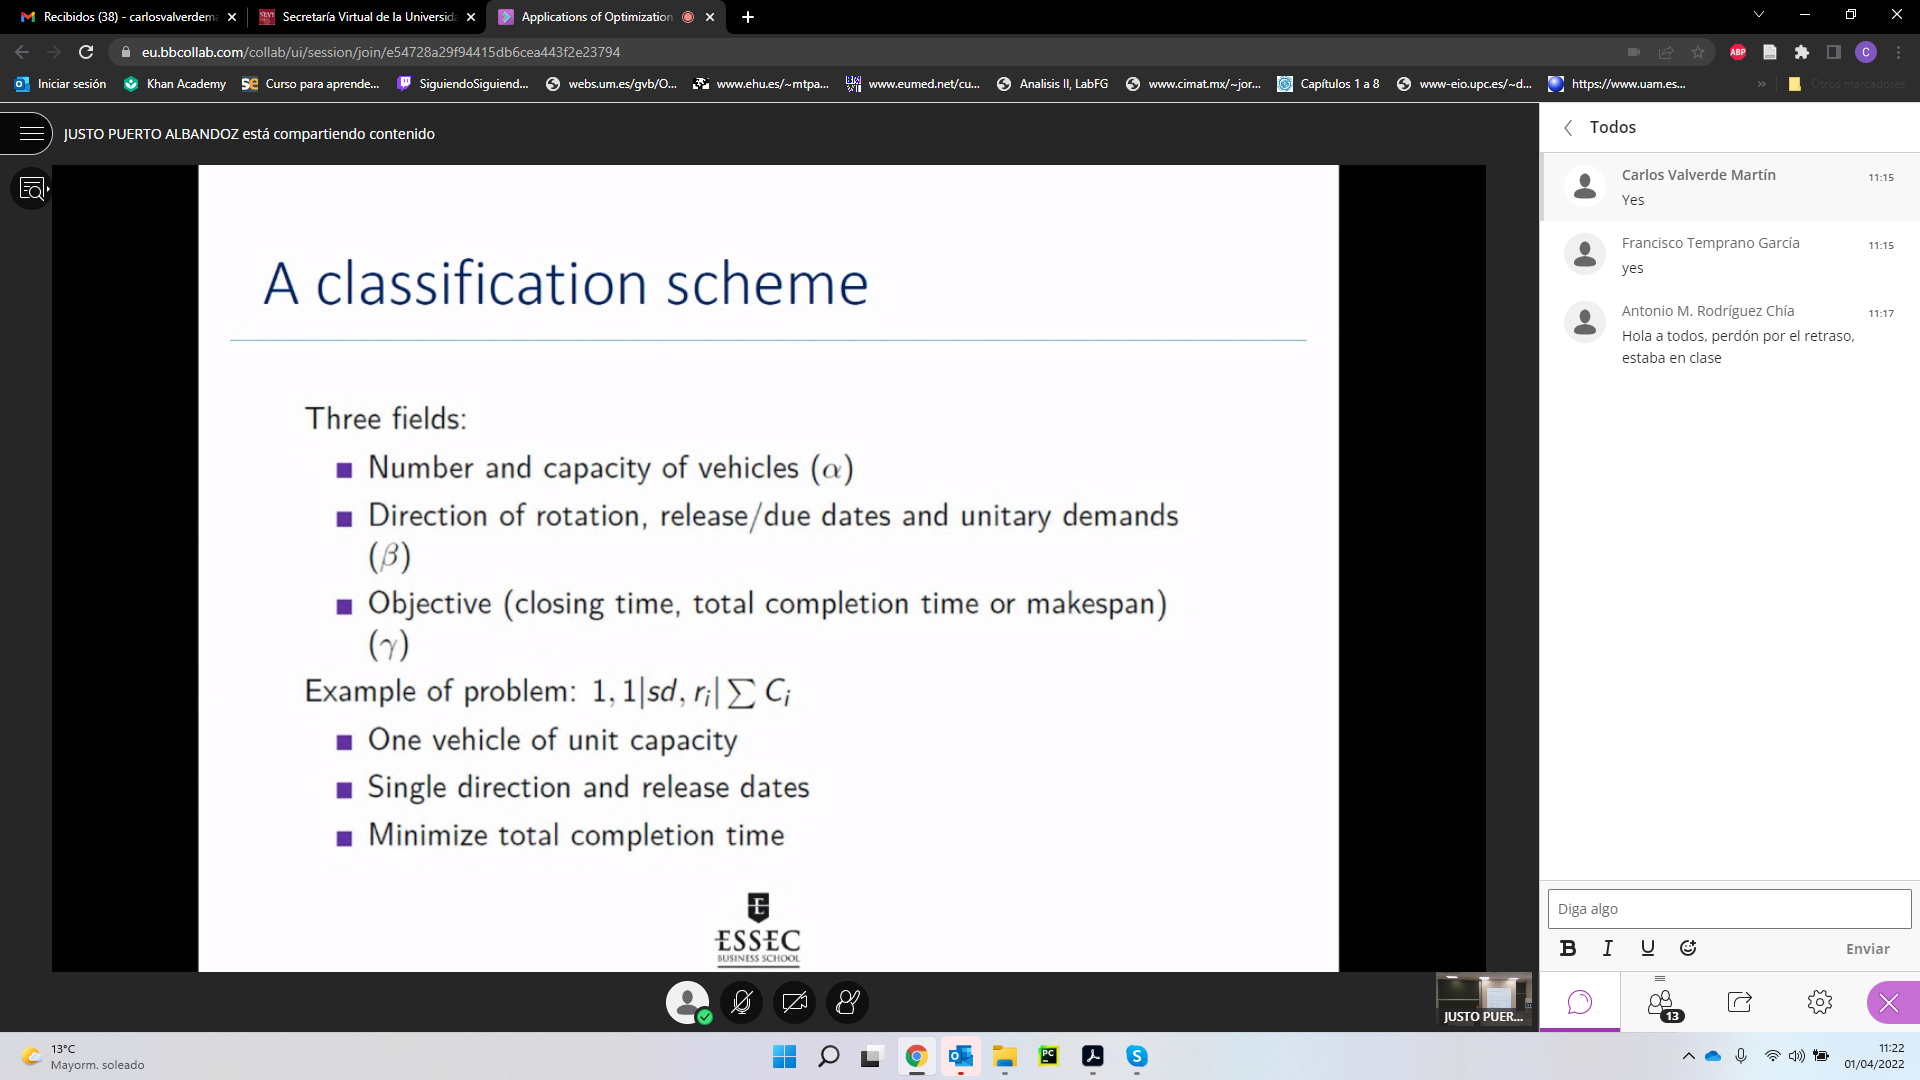 Recibidos (38) - carlosvalverdema
Secretaría Virtual de la Universida
Applications of Optimization
eu.bbcollab.com/collab/ui/session/join/e54728a29f94415db6cea443f2e23794
ABP
C
Iniciar sesión
Khan Academy
Curso para aprende...
SiguiendoSiguiend...
webs.um.es/gvb/O...
www.ehu.es/~mtpa...
www.eumed.net/cu...
Analisis II, LabFG
www.cimat.mx/~jor...
Capítulos 1 a 8
www-eio.upc.es/~d...
https://www.uam.es...
»
Otros marcadores
JUSTO PUERTO ALBANDOZ está compartiendo contenido
A classification scheme
Three fields:
Number and capacity of vehicles (α)
Direction of rotation, release/due dates and unitary demands
(β)
Objective (closing time, total completion time or makespan)
(γ)
Example of problem: 1, 1|sd, r_i| ∑ C_i
One vehicle of unit capacity
Single direction and release dates
Minimize total completion time
E
ESSEC
BUSINESS SCHOOL
JUSTO PUER...
Todos
Carlos Valverde Martín
11:15
Yes
Francisco Temprano García
11:15
yes
Antonio M. Rodríguez Chía
11:17
Hola a todos, perdón por el retraso,
estaba en clase
Diga algo
B I U
Enviar
13
13°C
Mayorm. soleado
PC
S
11:22
01/04/2022